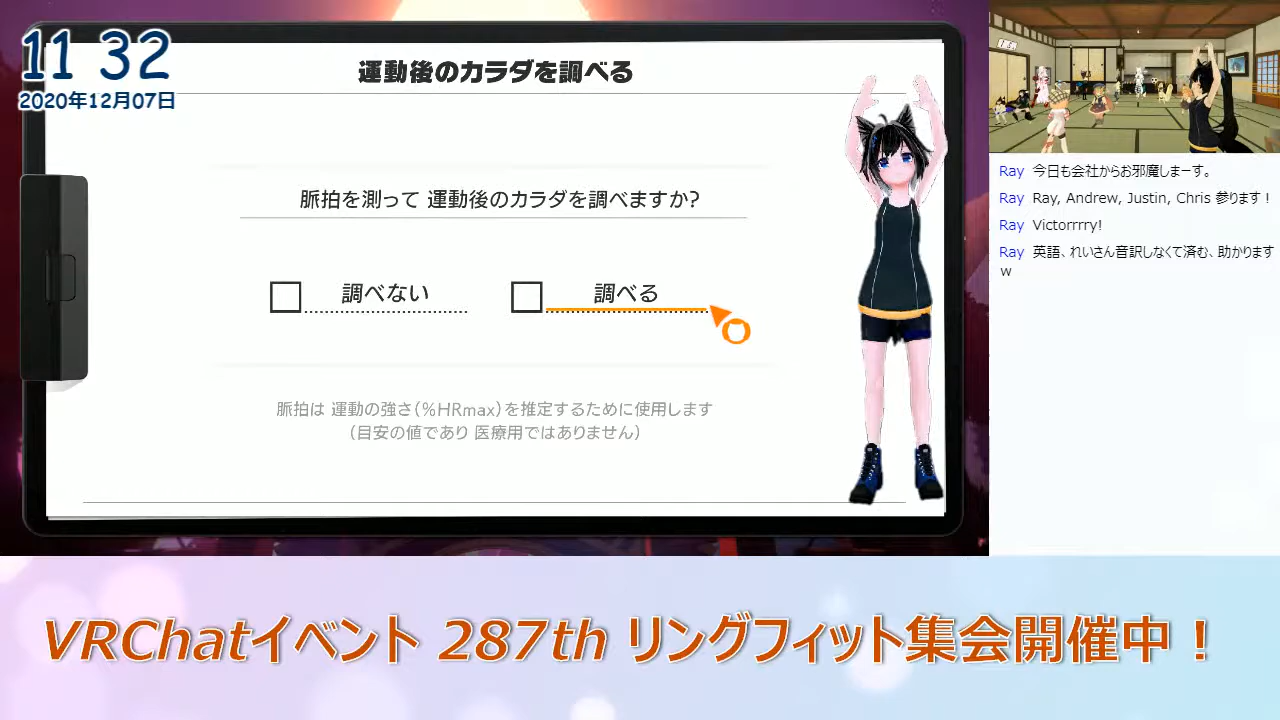 11 32
2020年12月07日
運動後のカラダを調べる
脈拍を測って 運動後のカラダを調べますか?
調べない
調べる
脈拍は 運動の強さ(%HRmax)を推定するために使用します
(目安の値であり 医療用ではありません)
Ray 今日も会社からお邪魔しまーす。
Ray Ray, Andrew, Justin, Chris 参ります！
Ray Victorrrry!
Ray 英語、れいさん音訳しなくて済む、助かります
w
VRChatイベント 287th リングフィット集会開催中！